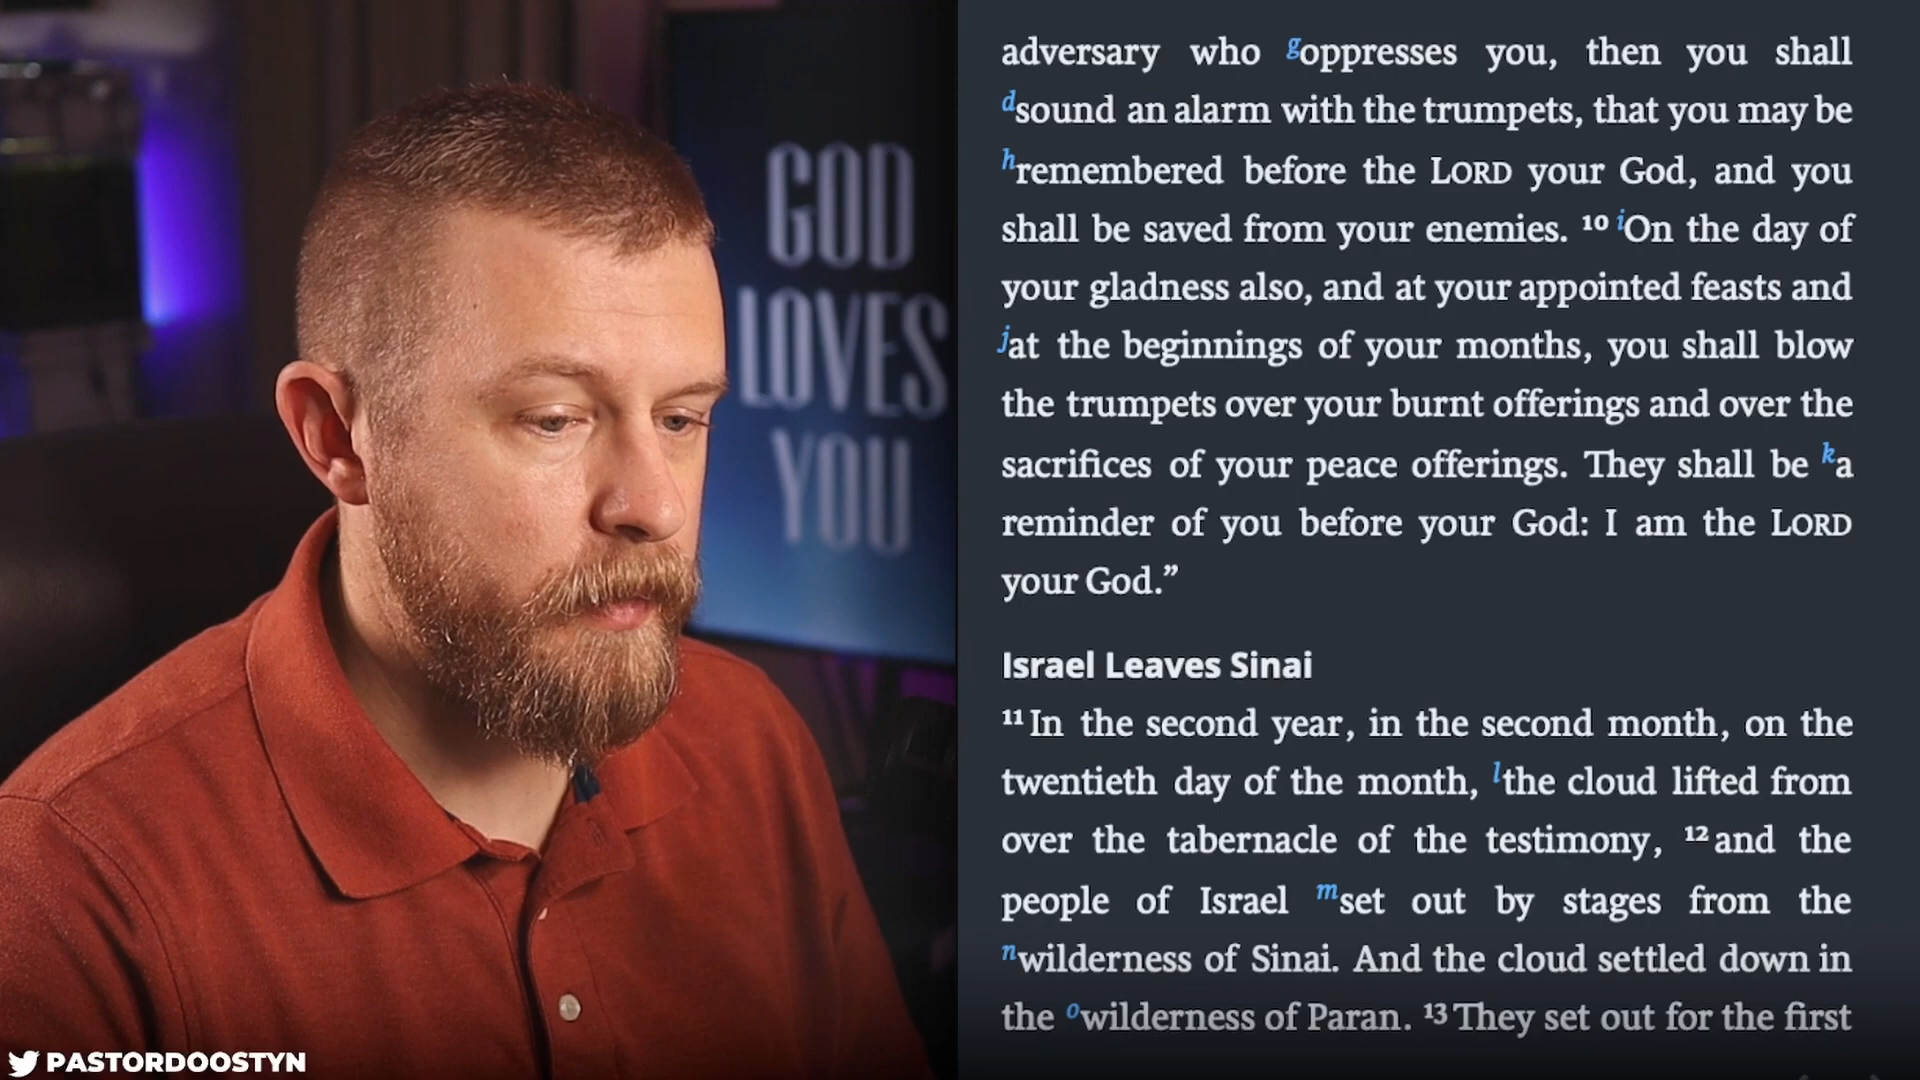 GOD
LOVES
YOU
PASTORDOOSTYN
adversary who goppresses you, then you shall
dsound an alarm with the trumpets, that you may be
hremembered before the LORD your God, and you
shall be saved from your enemies. 10 iOn the day of
your gladness also, and at your appointed feasts and
jat the beginnings of your months, you shall blow
the trumpets over your burnt offerings and over the
sacrifices of your peace offerings. They shall be ka
reminder of you before your God: I am the LORD
your God.”
Israel Leaves Sinai
11 In the second year, in the second month, on the
twentieth day of the month, lthe cloud lifted from
over the tabernacle of the testimony, 12 and the
people of Israel mset out by stages from the
nwilderness of Sinai. And the cloud settled down in
the owilderness of Paran. 13 They set out for the first